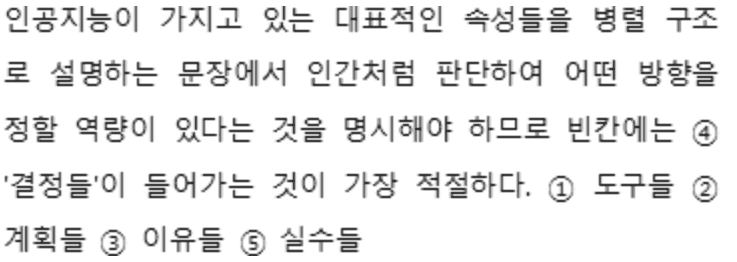 인공지능이 가지고 있는 대표적인 속성들을 병렬 구조
로 설명하는 문장에서 인간처럼 판단하여 어떤 방향을
정할 역량이 있다는 것을 명시해야 하므로 빈칸에는 ④
'결정들'이 들어가는 것이 가장 적절하다. ① 도구들 ②
계획들 ③ 이유들 ⑤ 실수들